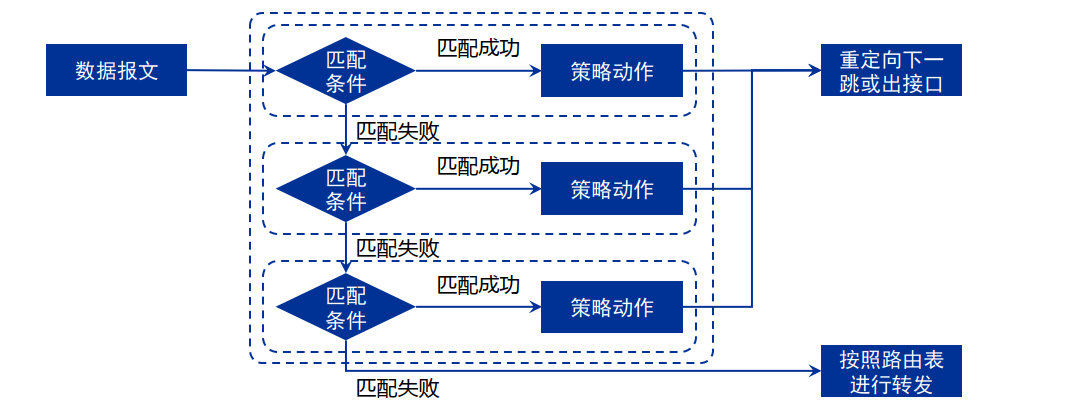 数据报文
匹配
条件
匹配成功
策略动作
重定向下一
跳或出接口
匹配失败
匹配
条件
匹配成功
策略动作
匹配失败
匹配
条件
匹配成功
策略动作
匹配失败
按照路由表
进行转发